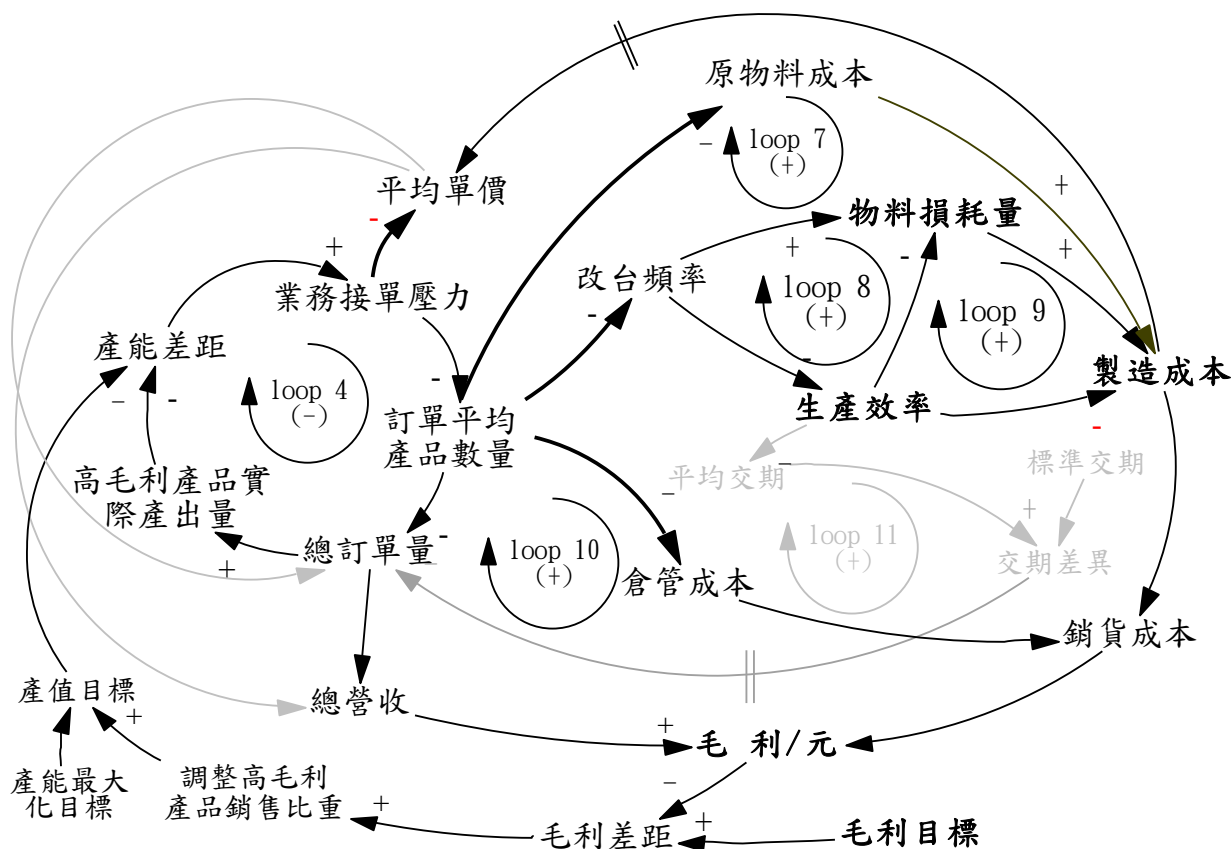 原物料成本
loop 7
(+)
-
+
平均單價
-
物料損耗量
+
+
業務接單壓力
改台頻率
+
-
loop 8
(+)
loop 9
(+)
-
-
產能差距
-
-
loop 4
(-)
-
製造成本
訂單平均
產品數量
生產效率
-
高毛利產品實
際產出量
平均交期
-
標準交期
-
+
+
總訂單量
-
-
loop 10
(+)
loop 11
(+)
交期差異
倉管成本
銷貨成本
產值目標
+
總營收
+
毛 利/元
產能最大
化目標
調整高毛利
產品銷售比重
+
-
毛利差距
+
毛利目標